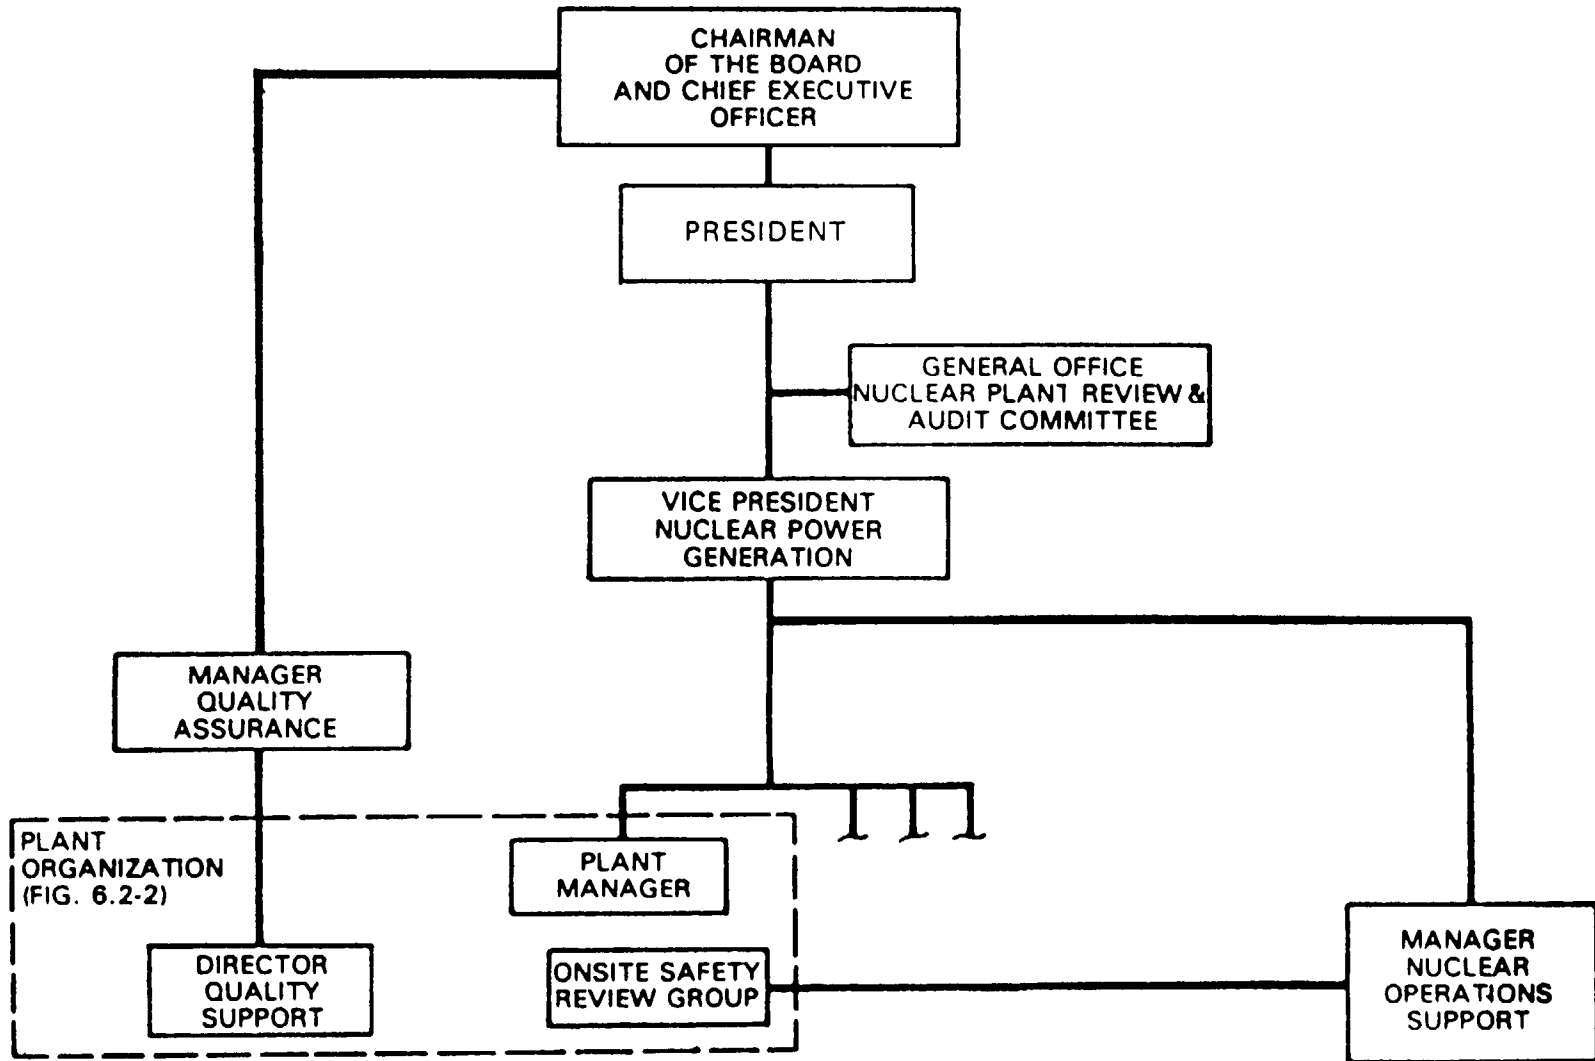 CHAIRMAN
OF THE BOARD
AND CHIEF EXECUTIVE
OFFICER
PRESIDENT
GENERAL OFFICE
NUCLEAR PLANT REVIEW &
AUDIT COMMITTEE
VICE PRESIDENT
NUCLEAR POWER
GENERATION
MANAGER
QUALITY
ASSURANCE
PLANT
ORGANIZATION
(FIG. 6.2-2)
PLANT
MANAGER
DIRECTOR
QUALITY
SUPPORT
ONSITE SAFETY
REVIEW GROUP
MANAGER
NUCLEAR
OPERATIONS
SUPPORT